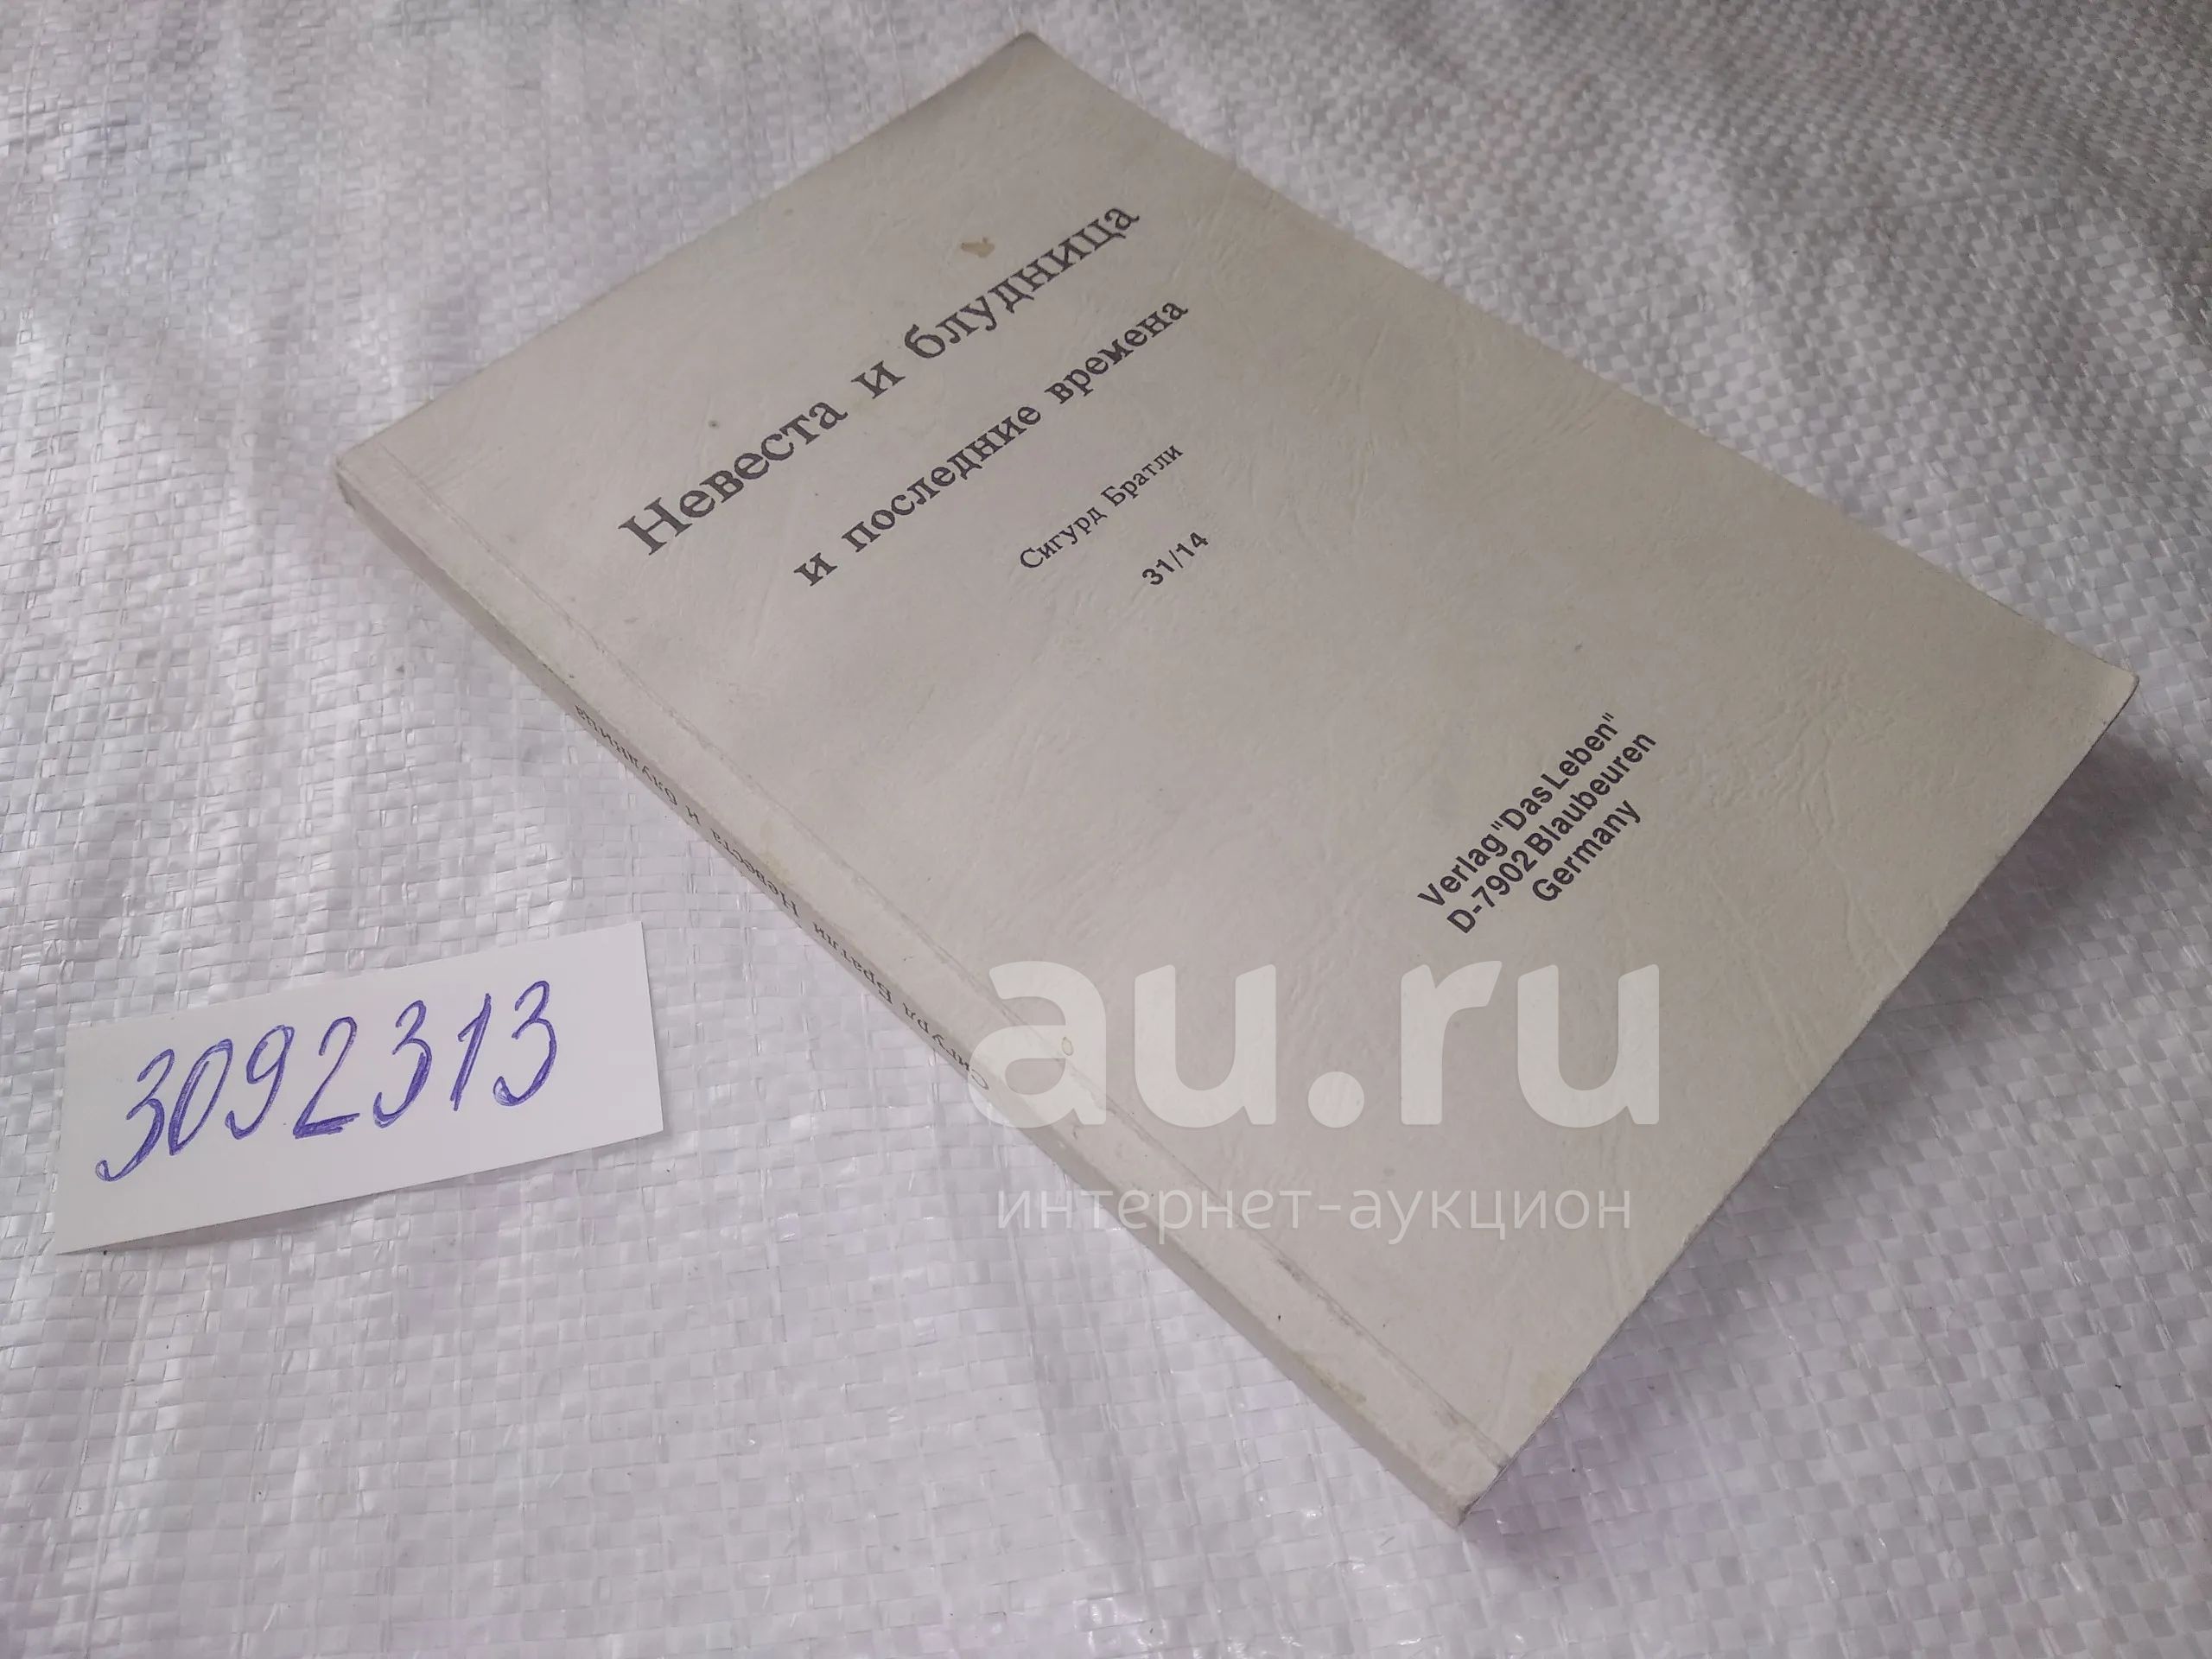 Невеста и блудница
и последние времена
Сигурд Братли
31/14
Verlag "Das Leben"
D-7902 Blaubeuren
Germany
Сигурд Братли Невеста и блудница
3092313
au.ru
интернет-аукцион